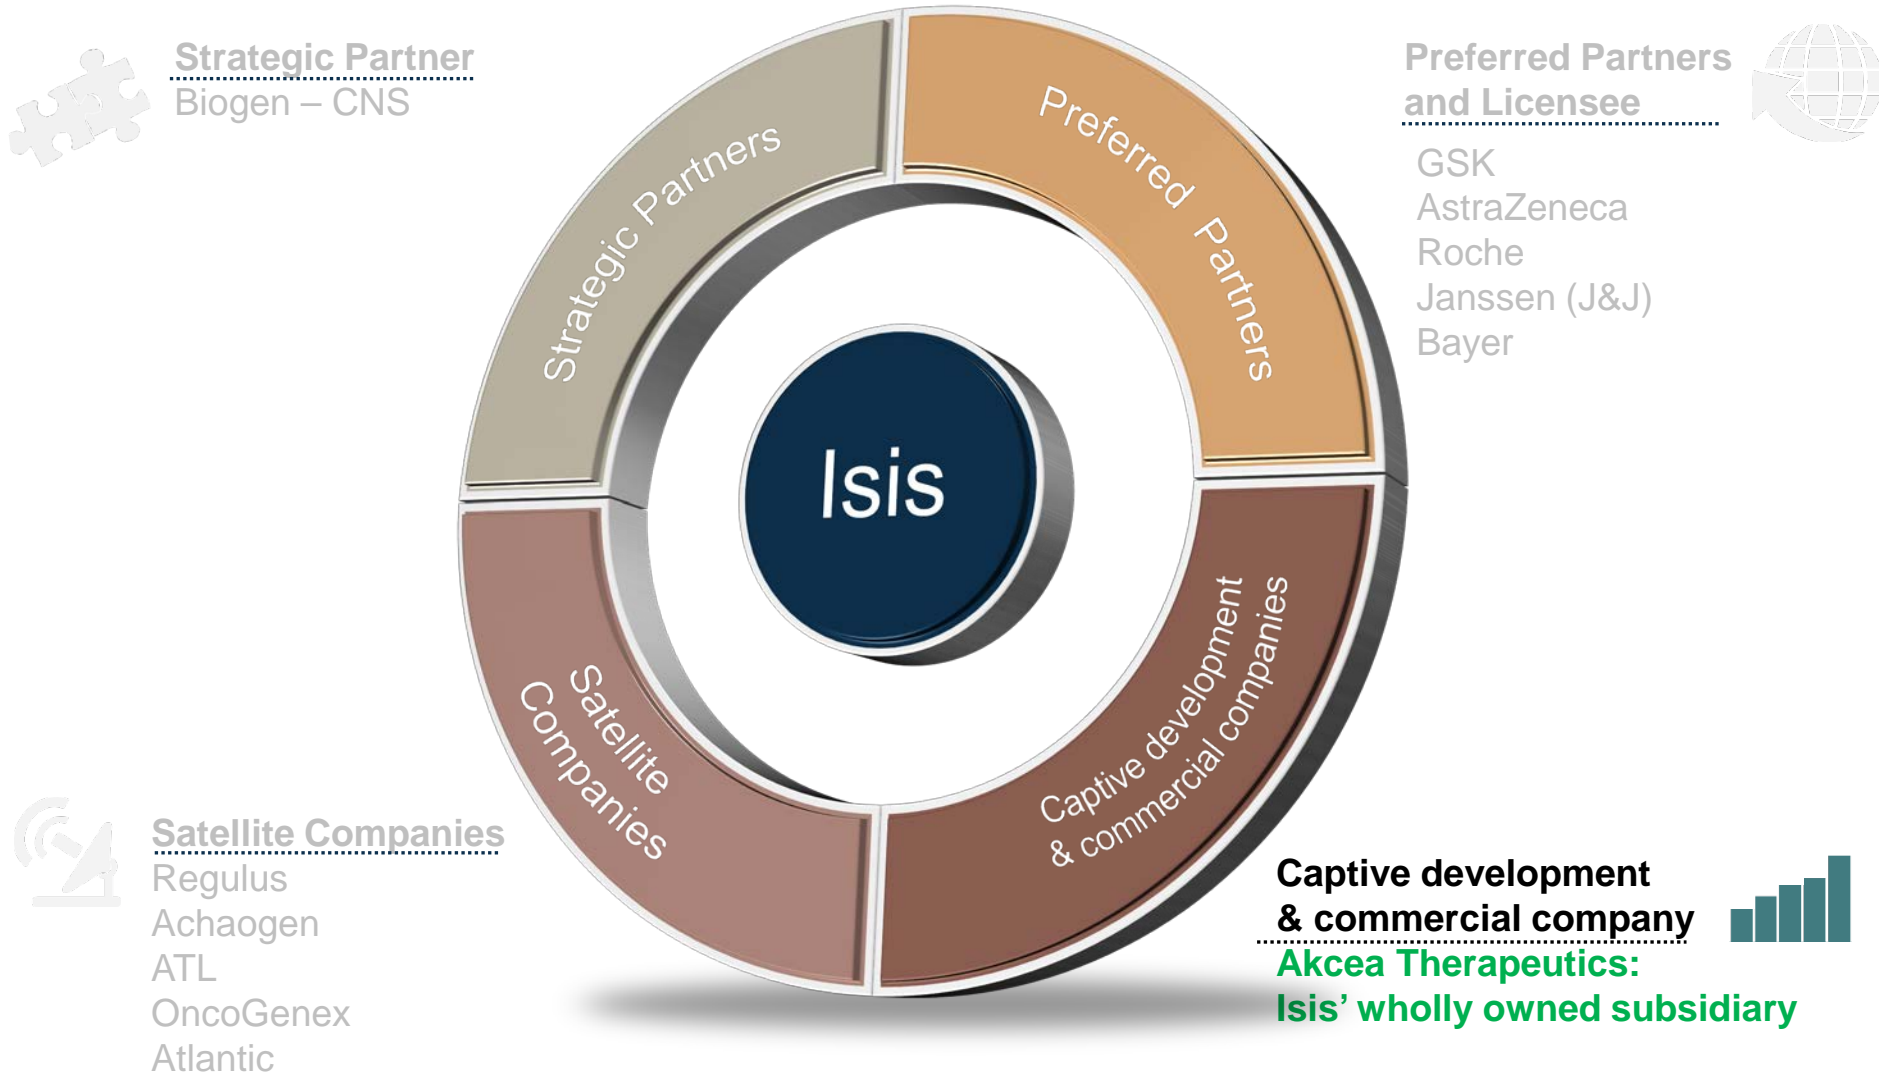 Strategic Partner
Biogen – CNS
Preferred Partners
and Licensee
GSK
AstraZeneca
Roche
Janssen (J&J)
Bayer
Strategic Partners
Preferred Partners
Isis
Satellite
Companies
Captive development
& commercial companies
Satellite Companies
Regulus
Achaogen
ATL
OncoGenex
Atlantic
Captive development
& commercial company
Akcea Therapeutics:
Isis’ wholly owned subsidiary